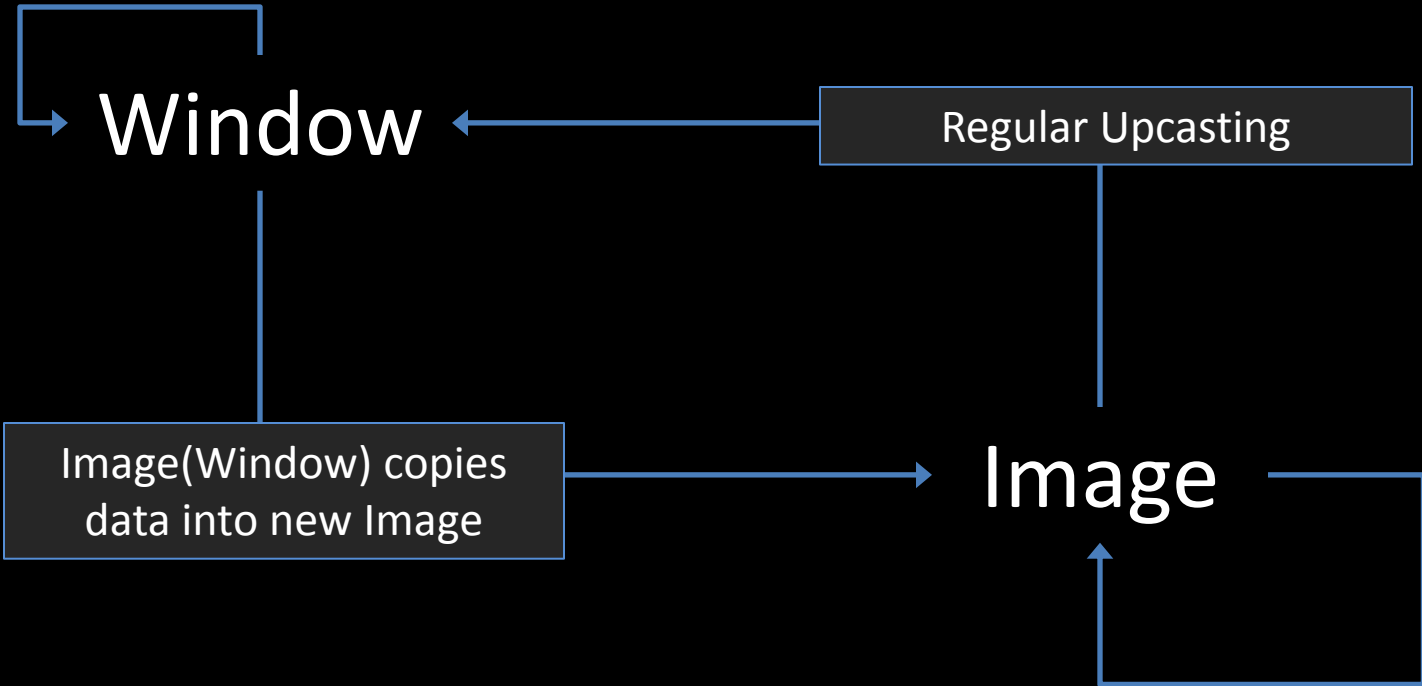 Window
Regular Upcasting
Image(Window) copies
data into new Image
Image